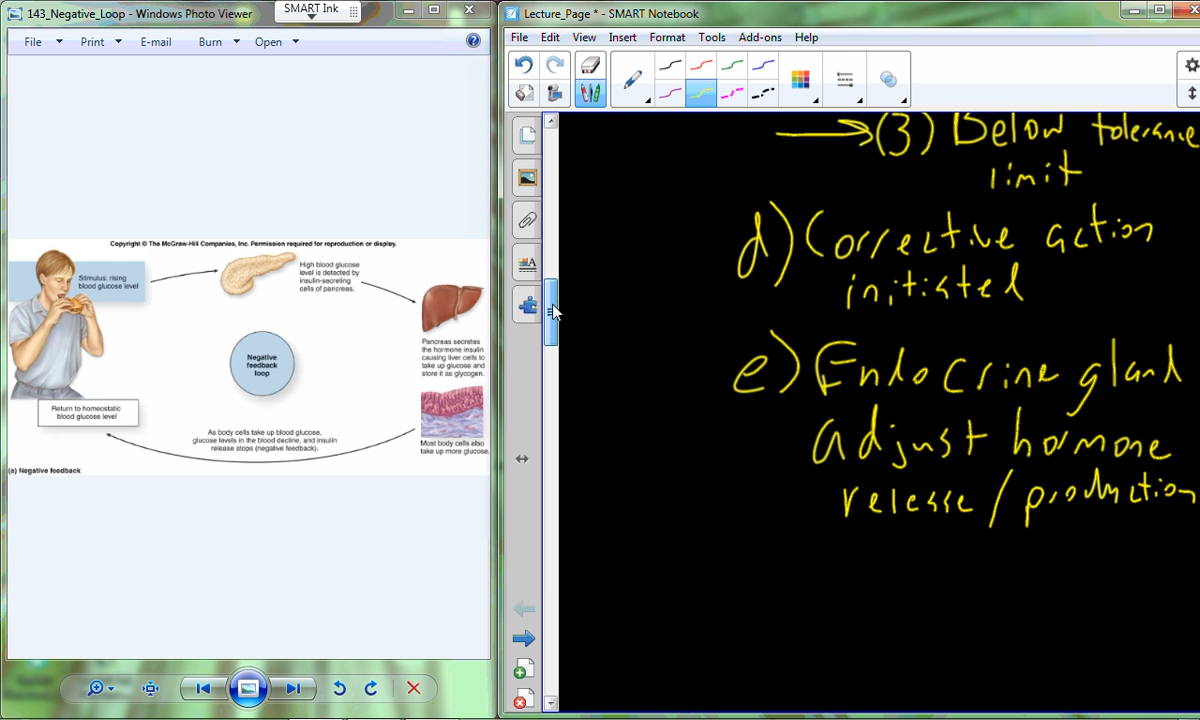 143_Negative_Loop - Windows Photo Viewer
SMART Ink
File Print E-mail Burn Open
Copyright © The McGraw-Hill Companies, Inc. Permission required for reproduction or display.
Stimulus: rising
blood glucose level
High blood glucose
level is detected by
insulin-secreting
cells of pancreas.
Pancreas secretes
the hormone insulin
causing liver cells to
take up glucose and
store it as glycogen.
Negative
feedback
loop
Return to homeostatic
blood glucose level
As body cells take up blood glucose,
glucose levels in the blood decline, and insulin
release stops (negative feedback).
Most body cells also
take up more glucose.
(a) Negative feedback
Lecture_Page * - SMART Notebook
File Edit View Insert Format Tools Add-ons Help
(3) Below tolerance
limit
d) Corrective action
initiated
e) Endocrine gland
adjust hormone
release/production